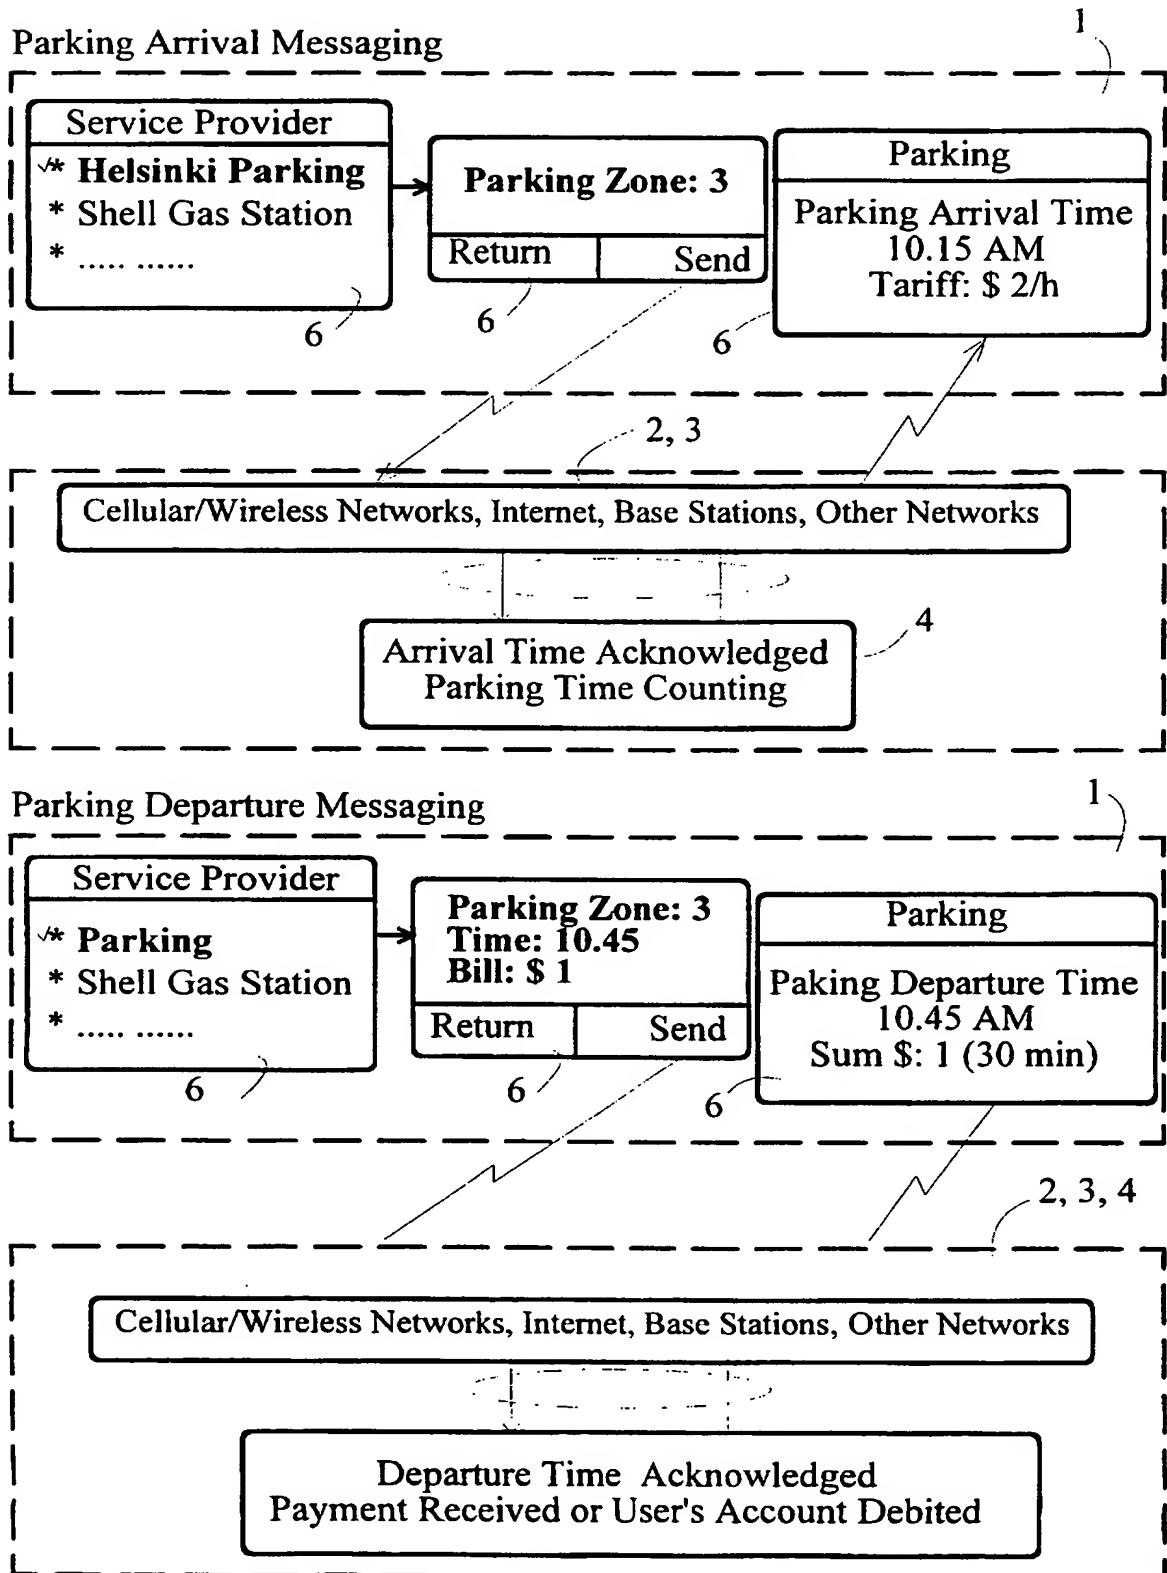 1
Parking Arrival Messaging
Service Provider
✓* Helsinki Parking
* Shell Gas Station
* ..... ......
6
Parking Zone: 3
Return
Send
6
Parking
Parking Arrival Time
10.15 AM
Tariff: $ 2/h
6
2, 3
Cellular/Wireless Networks, Internet, Base Stations, Other Networks
4
Arrival Time Acknowledged
Parking Time Counting
1
Parking Departure Messaging
Service Provider
✓* Parking
* Shell Gas Station
* ..... ......
6
Parking Zone: 3
Time: 10.45
Bill: $ 1
Return
Send
6
Parking
Paking Departure Time
10.45 AM
Sum $: 1 (30 min)
6
2, 3, 4
Cellular/Wireless Networks, Internet, Base Stations, Other Networks
Departure Time Acknowledged
Payment Received or User's Account Debited